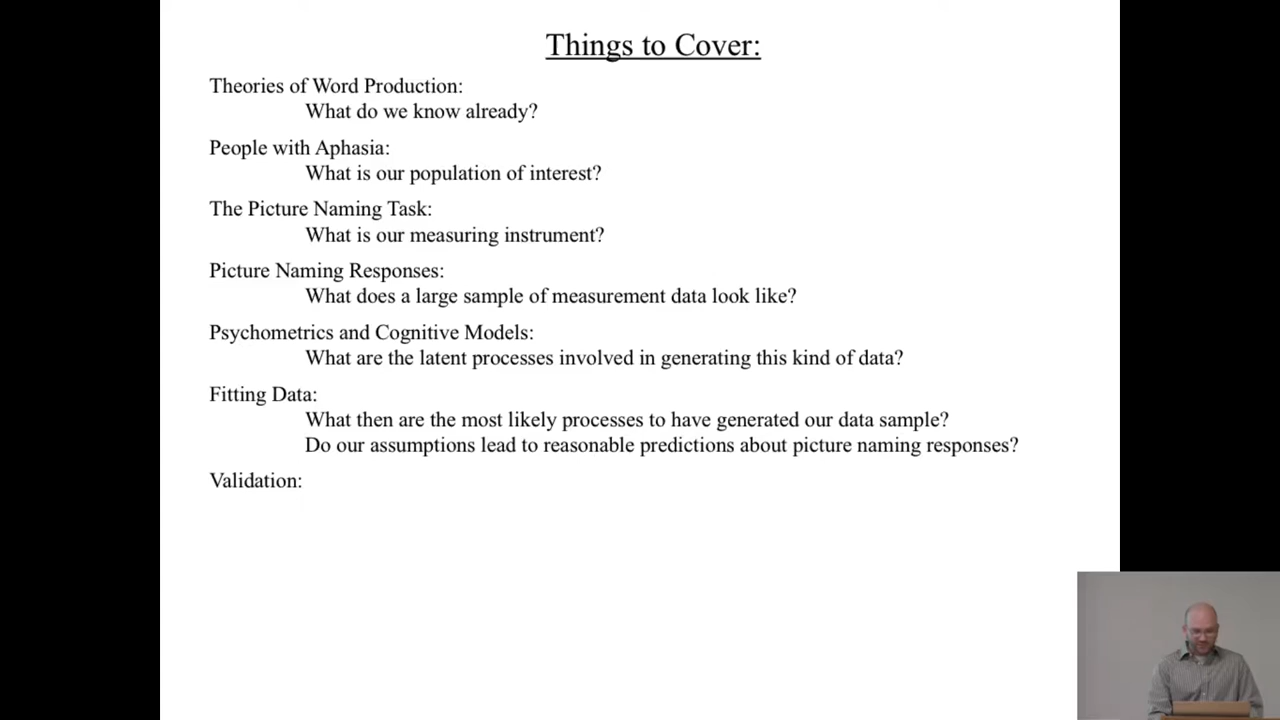 Things to Cover:
Theories of Word Production:
What do we know already?
People with Aphasia:
What is our population of interest?
The Picture Naming Task:
What is our measuring instrument?
Picture Naming Responses:
What does a large sample of measurement data look like?
Psychometrics and Cognitive Models:
What are the latent processes involved in generating this kind of data?
Fitting Data:
What then are the most likely processes to have generated our data sample?
Do our assumptions lead to reasonable predictions about picture naming responses?
Validation: